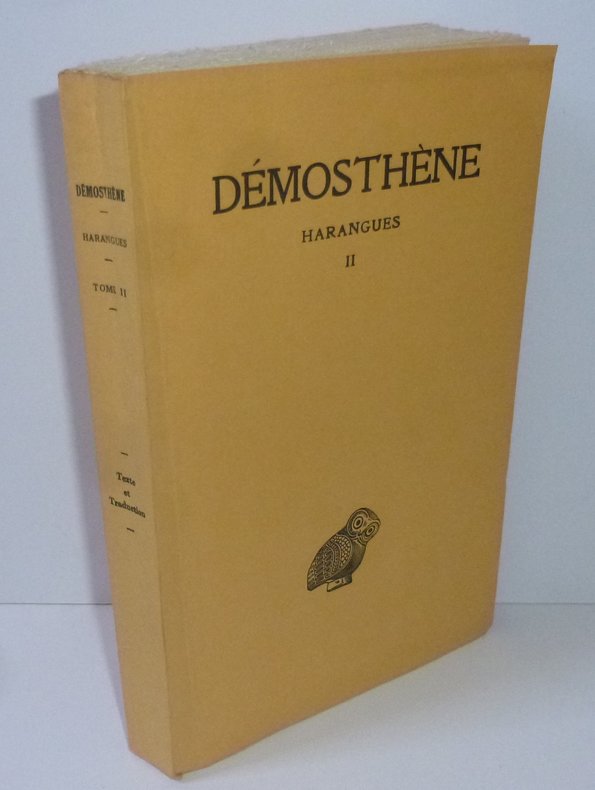 DÉMOSTHÈNE
HARANGUES
II
DÉMOSTHÈNE
HARANGUES
TOME II
Texte
et
Traduction